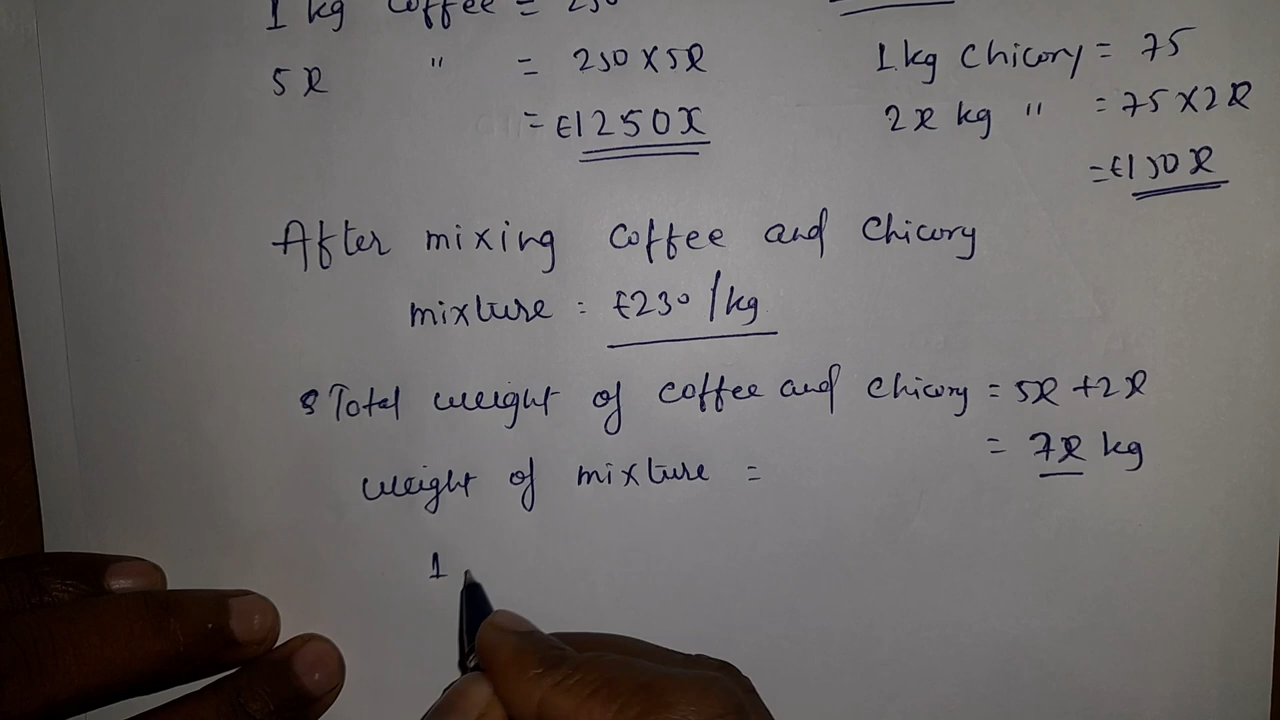 1 kg coffee = 250
5x " = 250 X 5x
= ₹1250x
1 kg Chicory = 75
2x kg " = 75 X 2x
= ₹150x
After mixing coffee and Chicory
mixture = ₹230/kg
Total weight of coffee and chicory = 5x + 2x
= 7x kg
weight of mixture =
1